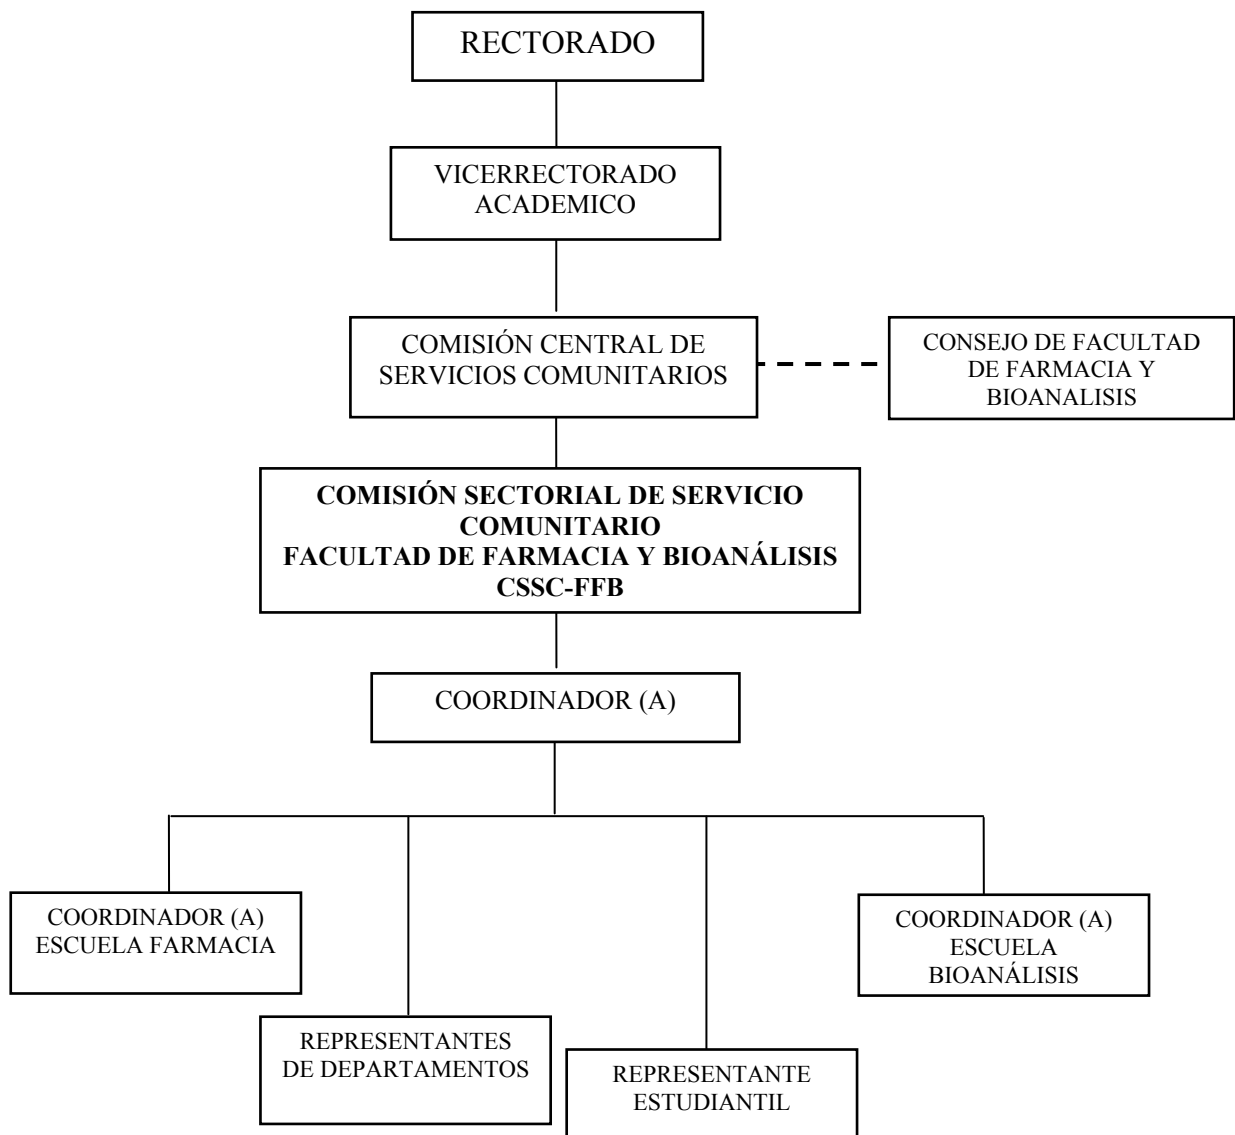 RECTORADO
VICERRECTORADO
ACADEMICO
COMISIÓN CENTRAL DE
SERVICIOS COMUNITARIOS
CONSEJO DE FACULTAD
DE FARMACIA Y
BIOANALISIS
COMISIÓN SECTORIAL DE SERVICIO
COMUNITARIO
FACULTAD DE FARMACIA Y BIOANÁLISIS
CSSC-FFB
COORDINADOR (A)
COORDINADOR (A)
ESCUELA FARMACIA
REPRESENTANTES
DE DEPARTAMENTOS
REPRESENTANTE
ESTUDIANTIL
COORDINADOR (A)
ESCUELA
BIOANÁLISIS